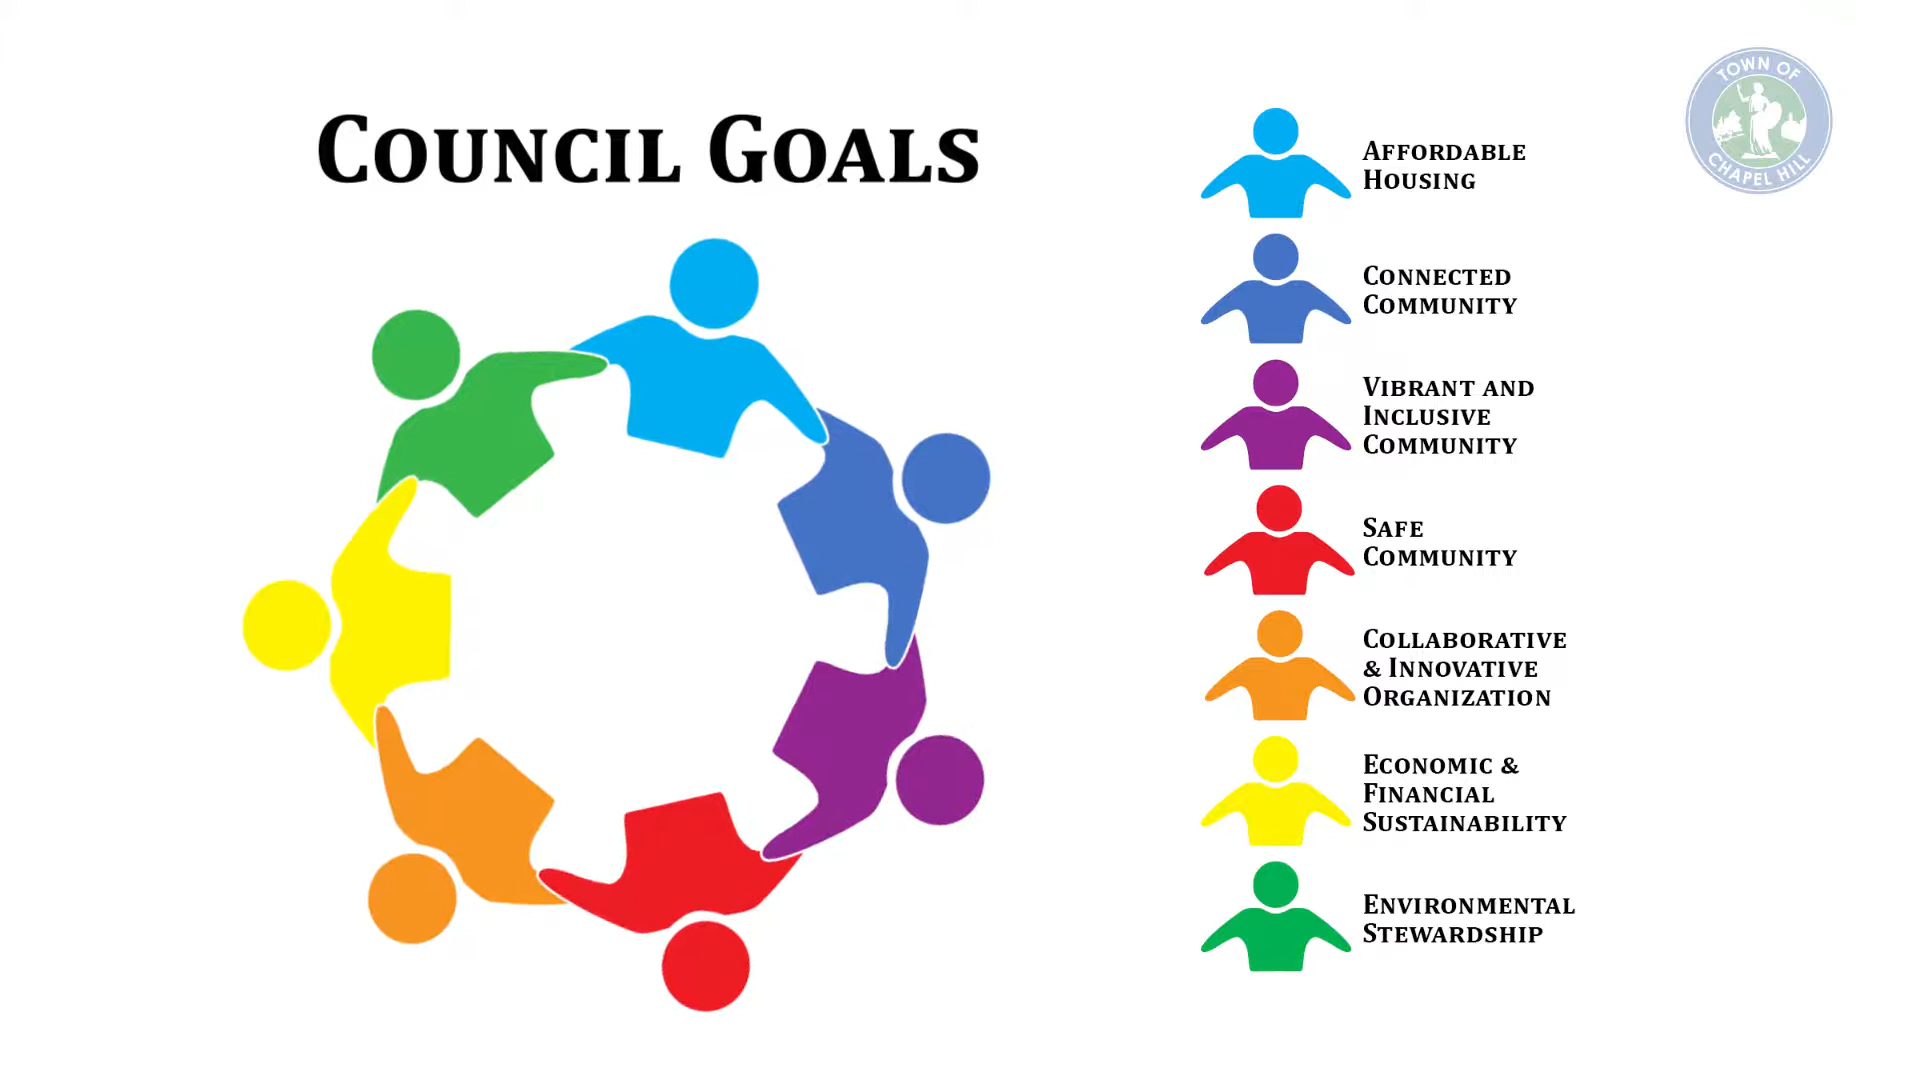 Council Goals
Affordable
Housing
Connected
Community
Vibrant and
Inclusive
Community
Safe
Community
Collaborative
& Innovative
Organization
Economic &
Financial
Sustainability
Environmental
Stewardship
TOWN OF
CHAPEL HILL